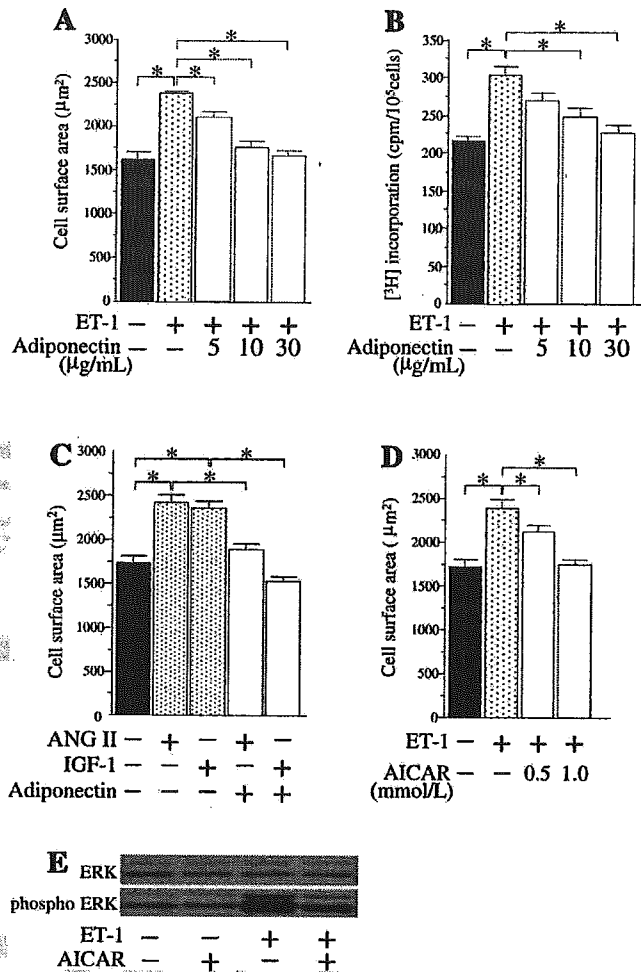 A
B
Cell surface area (μm²)
3000
2500
2000
1500
1000
500
0
* * * * *
ET-1 − + + + +
Adiponectin − − 5 10 30
(μg/mL)
[³H] incorporation (cpm/10⁵cells)
350
300
250
200
150
100
50
0
* * *
ET-1 − + + + +
Adiponectin − − 5 10 30
(μg/mL)
C
D
Cell surface area (μm²)
3000
2500
2000
1500
1000
500
0
* * * *
ANG II − + − + −
IGF-1 − − + − +
Adiponectin − − − + +
Cell surface area ( μm²)
3000
2500
2000
1500
1000
500
0
* * *
ET-1 − + + +
AICAR − − 0.5 1.0
(mmol/L)
E
ERK
phospho ERK
ET-1 − − + +
AICAR − + − +